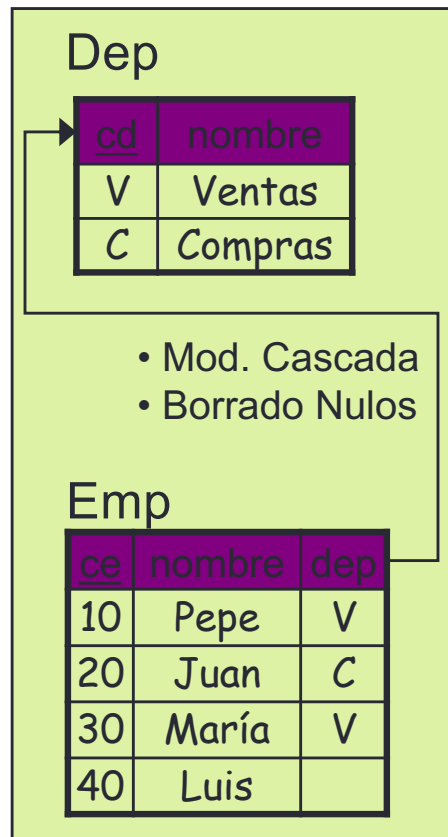 Dep
cd nombre
V Ventas
C Compras
• Mod. Cascada
• Borrado Nulos
Emp
ce nombre dep
10 Pepe V
20 Juan C
30 María V
40 Luis